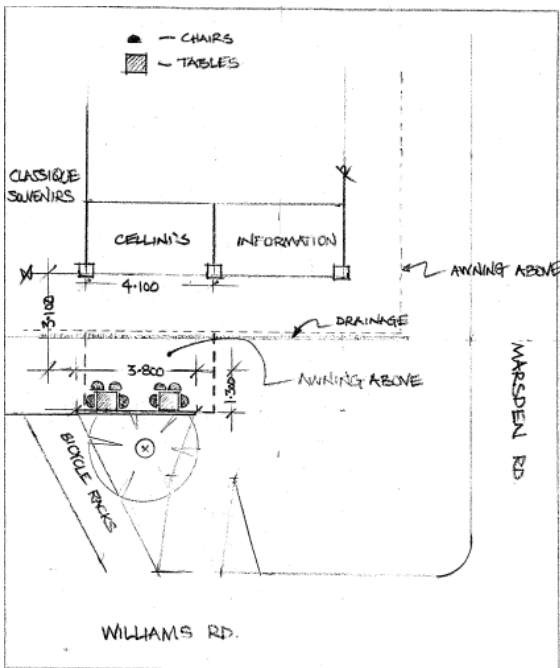 — CHAIRS
— TABLES
CLASSIQUE
SOUVENIRS
CELLINI'S
INFORMATION
4·100
AWNING ABOVE
3·100
DRAINAGE
3·800
1·300
AWNING ABOVE
MARSDEN RD.
BICYCLE RACKS
WILLIAMS RD.